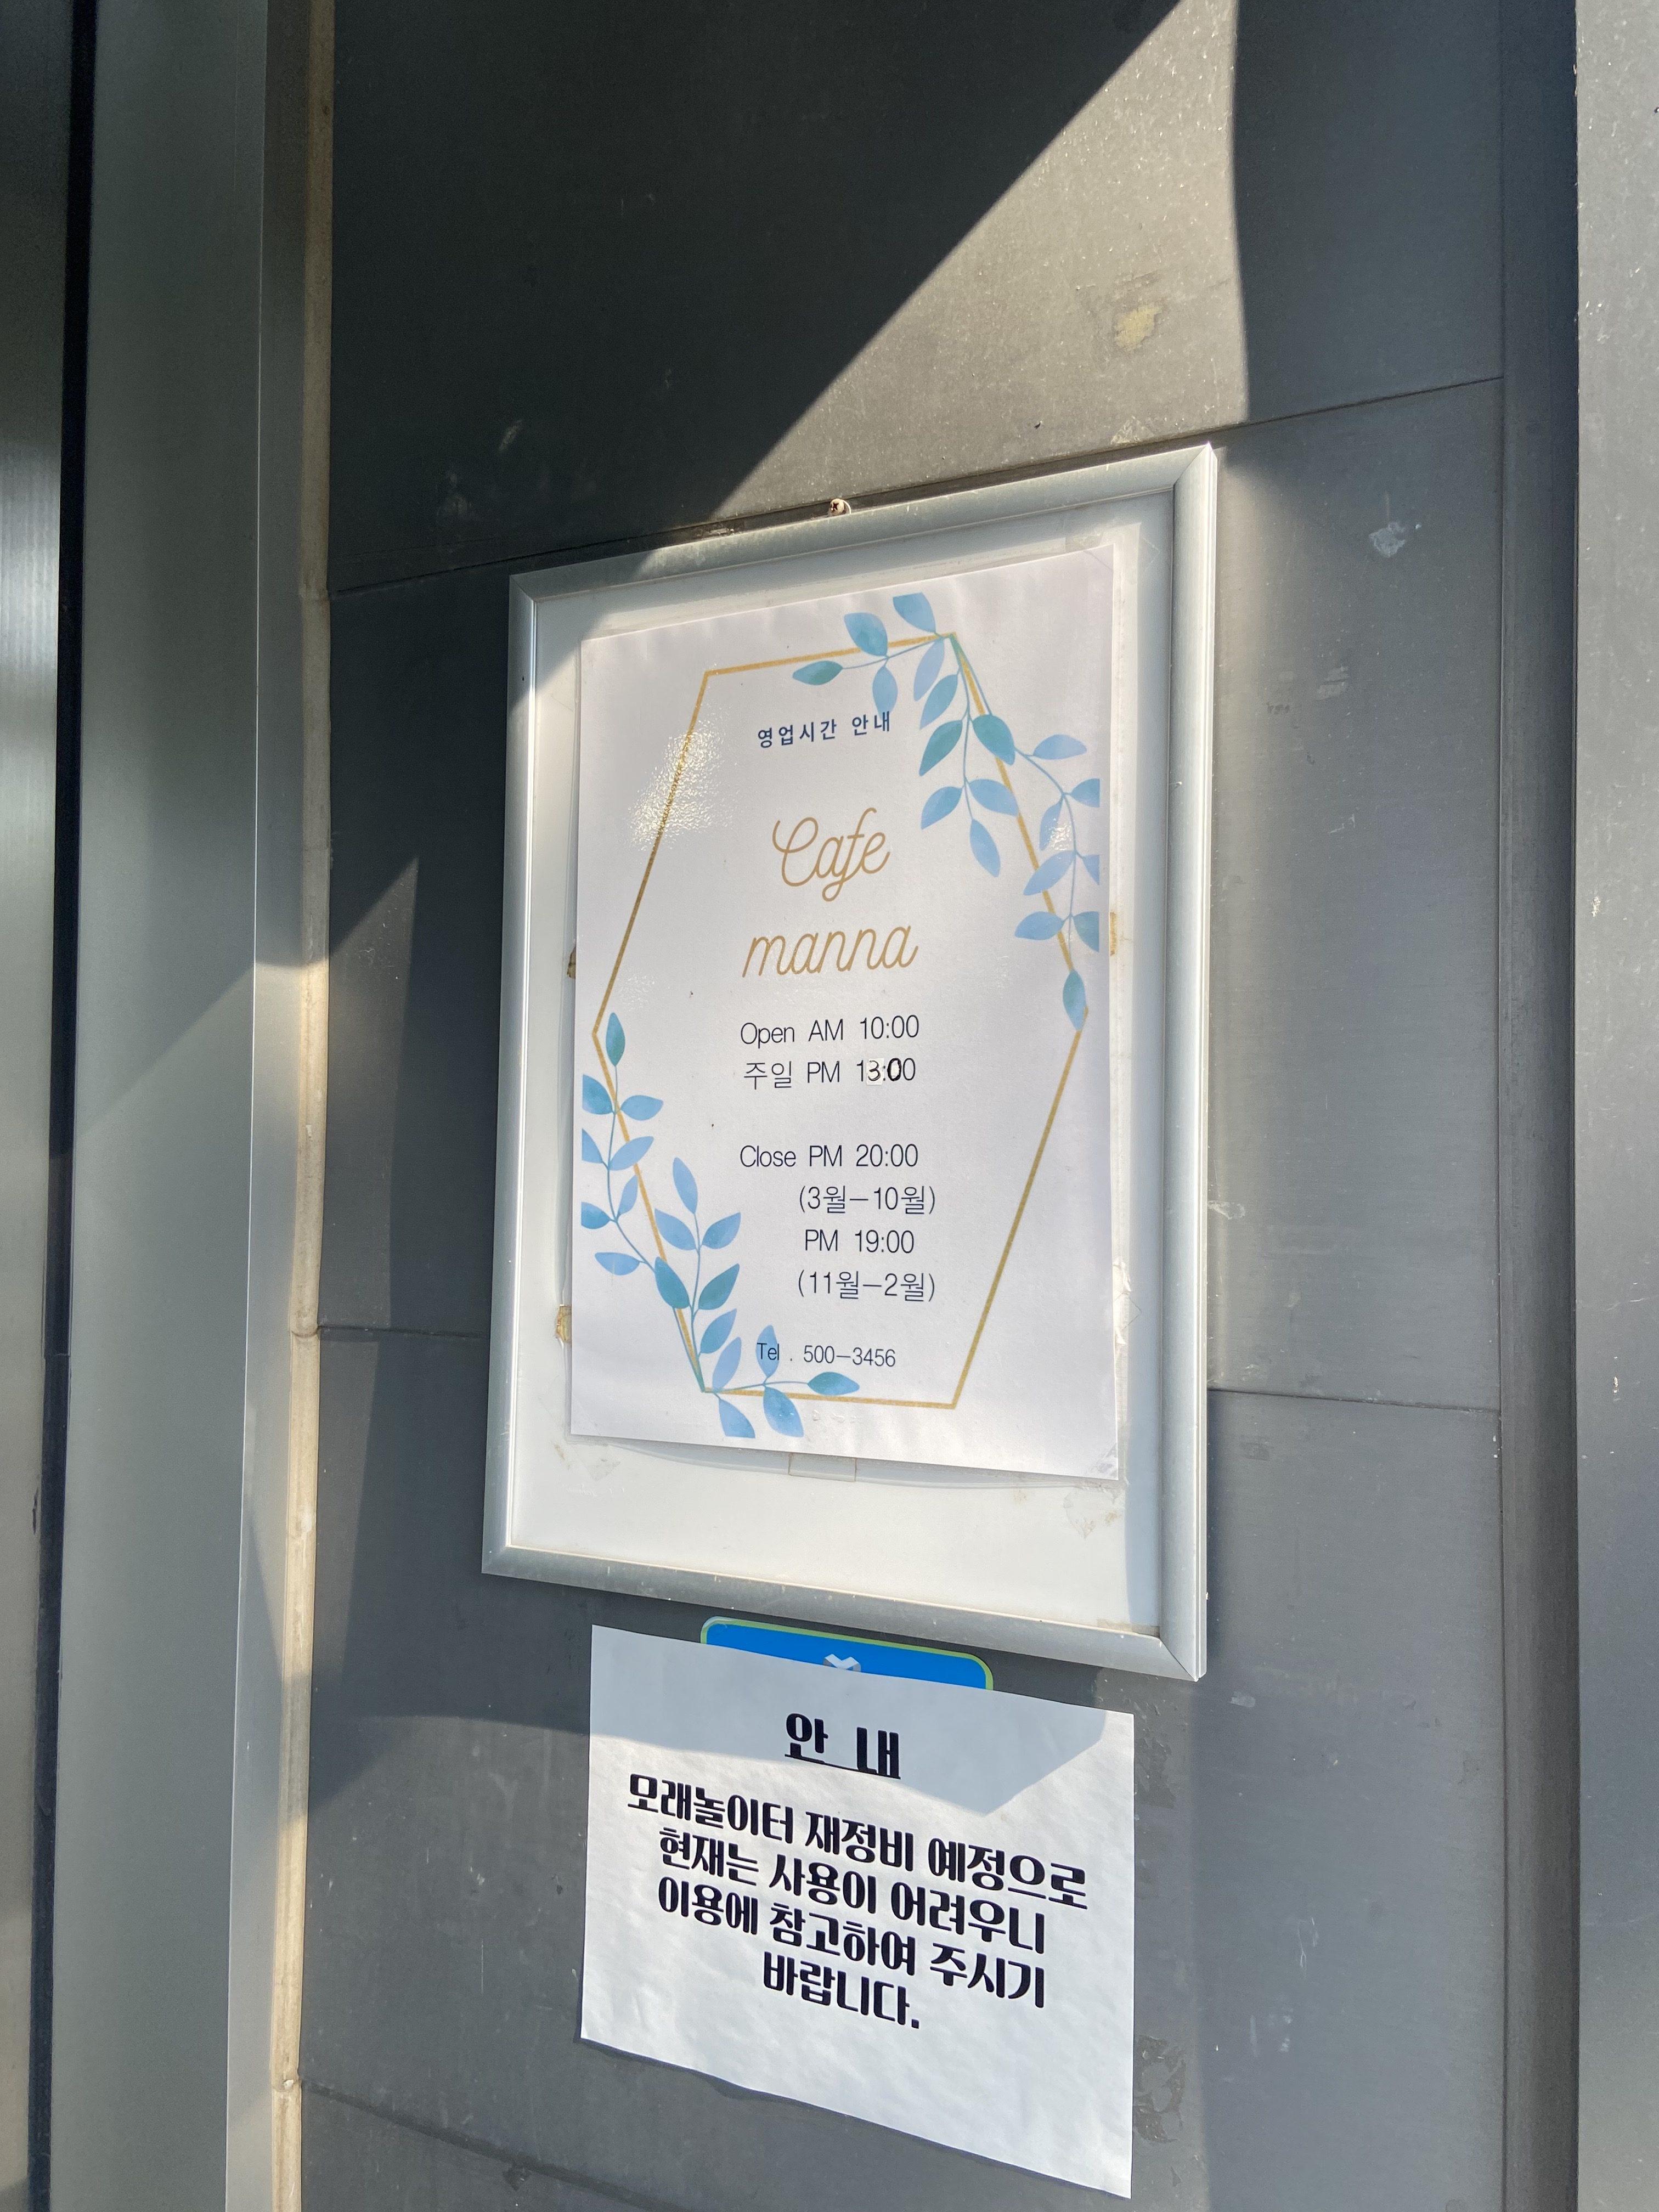 영업시간 안내
Cafe
manna
Open AM 10:00
주일 PM 13:00
Close PM 20:00
(3월-10월)
PM 19:00
(11월-2월)
Tel . 500-3456
안 내
모래놀이터 재정비 예정으로
현재는 사용이 어려우니
이용에 참고하여 주시기
바랍니다.